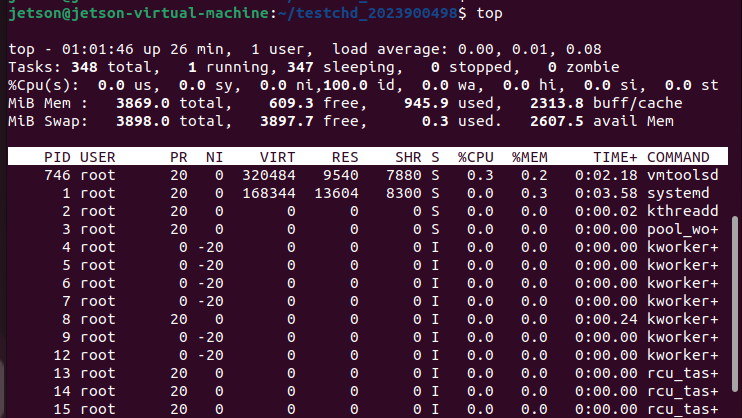 jetson@jetson-virtual-machine:~/testchd_2023900498$ top
top - 01:01:46 up 26 min,  1 user,  load average: 0.00, 0.01, 0.08
Tasks: 348 total,   1 running, 347 sleeping,   0 stopped,   0 zombie
%Cpu(s):  0.0 us,  0.0 sy,  0.0 ni,100.0 id,  0.0 wa,  0.0 hi,  0.0 si,  0.0 st
MiB Mem :   3869.0 total,    609.3 free,    945.9 used,   2313.8 buff/cache
MiB Swap:   3898.0 total,   3897.7 free,      0.3 used.   2607.5 avail Mem
PID USER      PR  NI    VIRT    RES    SHR S  %CPU  %MEM     TIME+ COMMAND
746 root      20   0  320484   9540   7880 S   0.3   0.2   0:02.18 vmtoolsd
1 root      20   0  168344  13604   8300 S   0.0   0.3   0:03.58 systemd
2 root      20   0       0      0      0 S   0.0   0.0   0:00.02 kthreadd
3 root      20   0       0      0      0 S   0.0   0.0   0:00.00 pool_wo+
4 root       0 -20       0      0      0 I   0.0   0.0   0:00.00 kworker+
5 root       0 -20       0      0      0 I   0.0   0.0   0:00.00 kworker+
6 root       0 -20       0      0      0 I   0.0   0.0   0:00.00 kworker+
7 root       0 -20       0      0      0 I   0.0   0.0   0:00.00 kworker+
8 root      20   0       0      0      0 I   0.0   0.0   0:00.24 kworker+
9 root       0 -20       0      0      0 I   0.0   0.0   0:00.00 kworker+
12 root       0 -20       0      0      0 I   0.0   0.0   0:00.00 kworker+
13 root      20   0       0      0      0 I   0.0   0.0   0:00.00 rcu_tas+
14 root      20   0       0      0      0 I   0.0   0.0   0:00.00 rcu_tas+
15 root      20   0       0      0      0 I   0.0   0.0   0:00.00 rcu_tas+